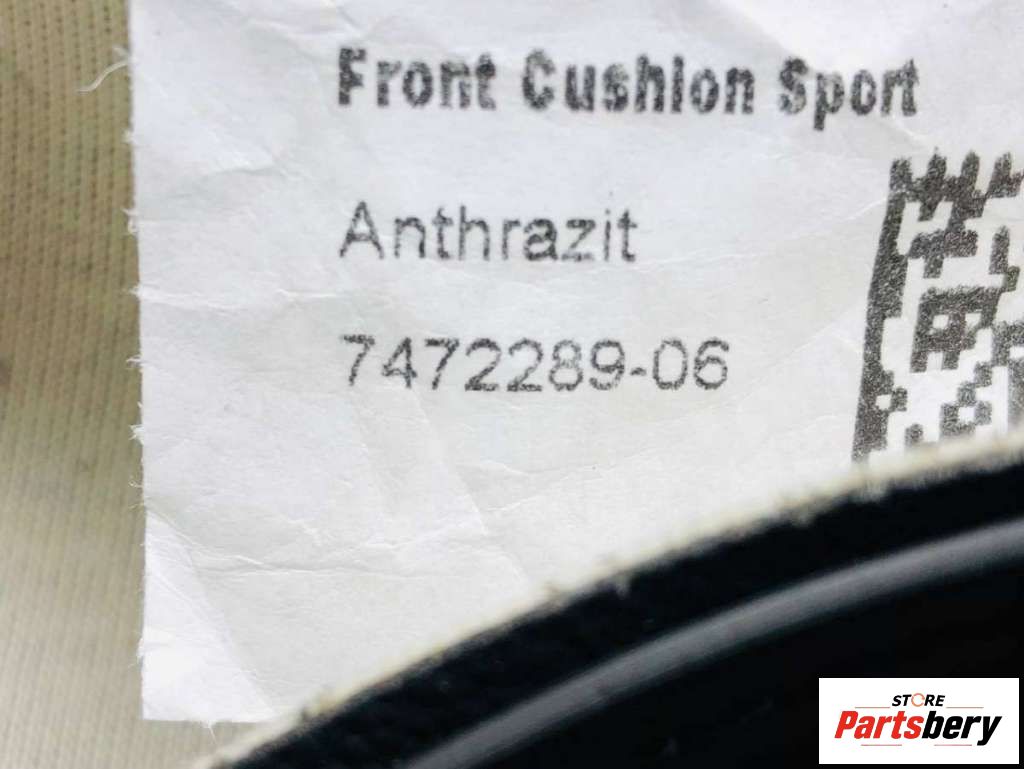 Front Cushion Sport
Anthrazit
7472289-06
STORE
Partsbery